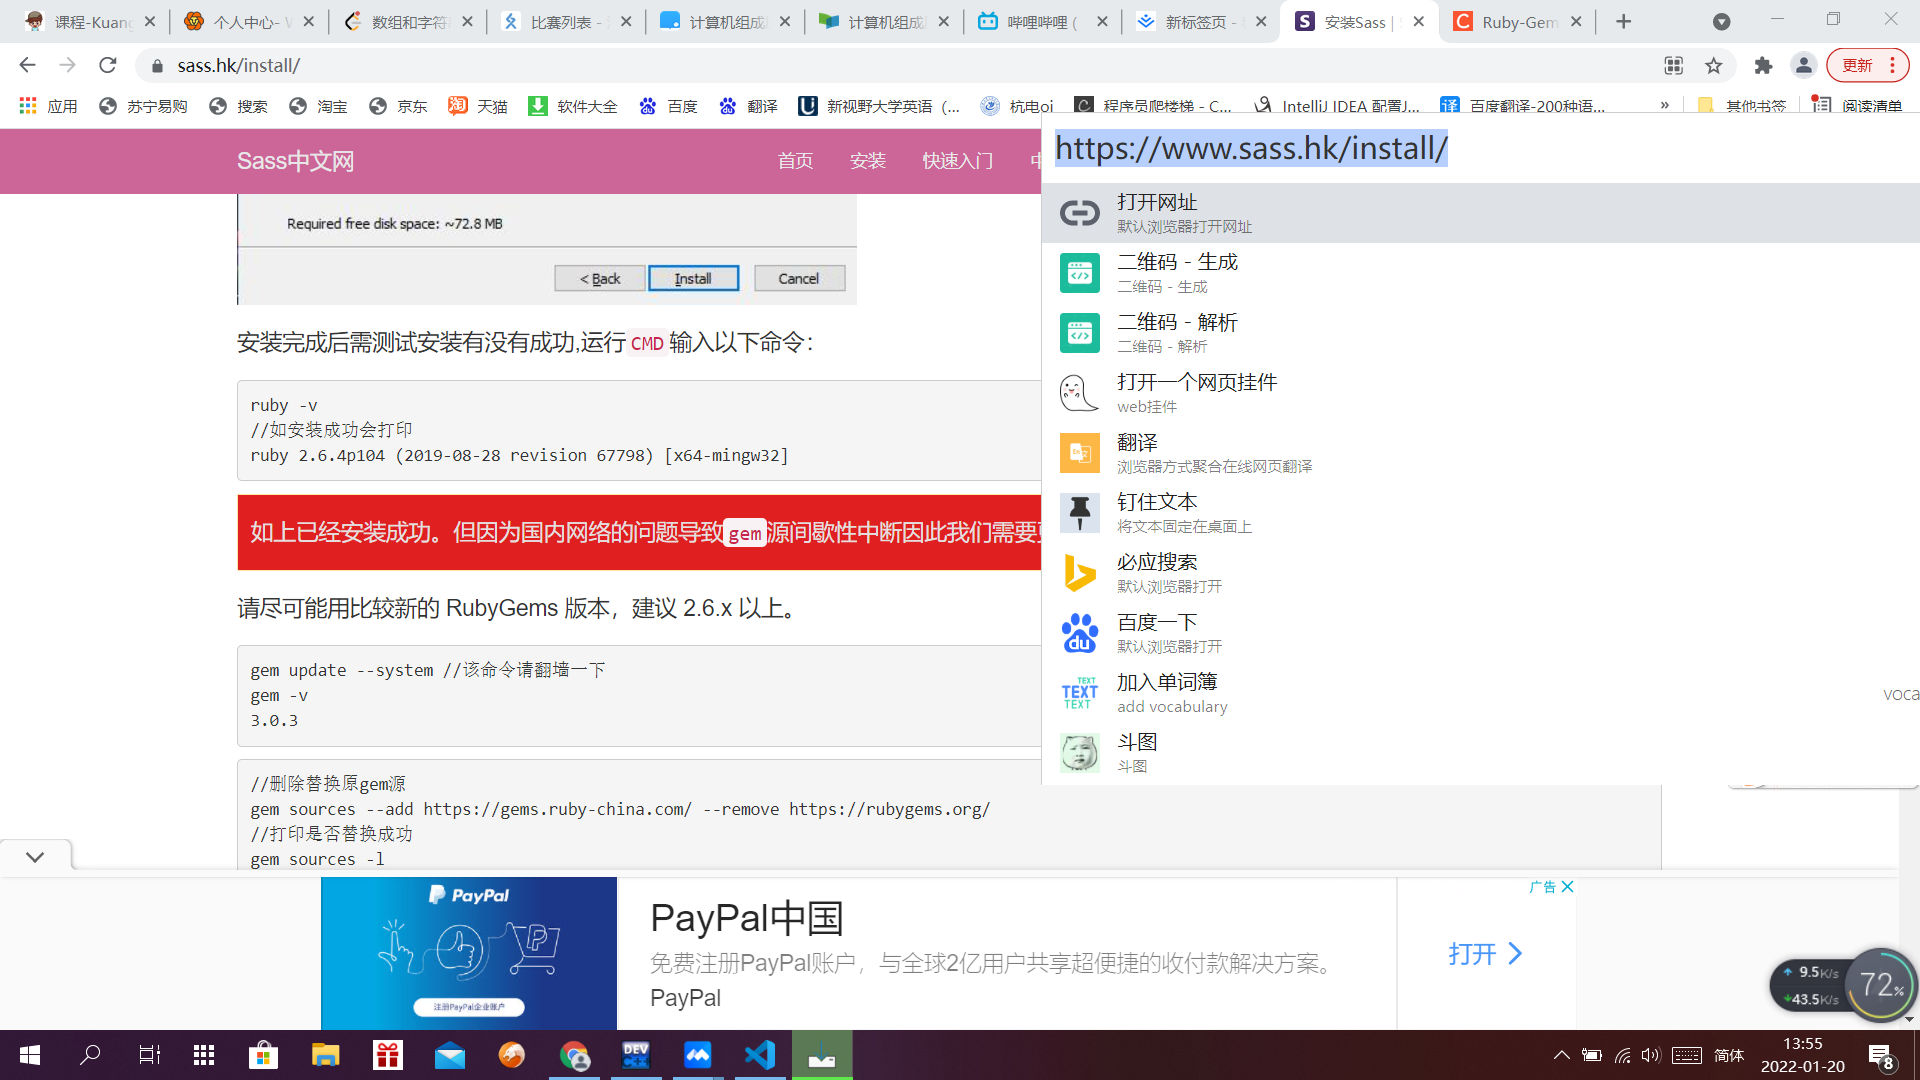 课程-Kuang
个人中心- W
数组和字符
比赛列表 -
计算机组成
计算机组成
哔哩哔哩 (
新标签页 -
安装Sass | S
Ruby-Gem
sass.hk/install/
更新
应用
苏宁易购
搜索
淘宝
京东
天猫
软件大全
百度
翻译
新视野大学英语 (...
杭电oj
程序员爬楼梯 - C...
IntelliJ IDEA 配置J...
百度翻译-200种语...
»
其他书签
阅读清单
Sass中文网
首页
安装
快速入门
https://www.sass.hk/install/
打开网址
默认浏览器打开网址
二维码 - 生成
二维码 - 生成
二维码 - 解析
二维码 - 解析
打开一个网页挂件
web挂件
翻译
浏览器方式聚合在线网页翻译
钉住文本
将文本固定在桌面上
必应搜索
默认浏览器打开
百度一下
默认浏览器打开
加入单词簿
add vocabulary
voca
斗图
斗图
Required free disk space: ~72.8 MB
< Back
Install
Cancel
安装完成后需测试安装有没有成功,运行 CMD 输入以下命令：
ruby -v
//如安装成功会打印
ruby 2.6.4p104 (2019-08-28 revision 67798) [x64-mingw32]
如上已经安装成功。但因为国内网络的问题导致 gem 源间歇性中断因此我们需要
请尽可能用比较新的 RubyGems 版本，建议 2.6.x 以上。
gem update --system //该命令请翻墙一下
gem -v
3.0.3
//删除替换原gem源
gem sources --add https://gems.ruby-china.com/ --remove https://rubygems.org/
//打印是否替换成功
gem sources -l
PayPal
注册PayPal企业账户
PayPal中国
免费注册PayPal账户，与全球2亿用户共享超便捷的收付款解决方案。
PayPal
广告
打开
9.5K/s
43.5K/s
72%
DEV
C++
简体
13:55
2022-01-20
8